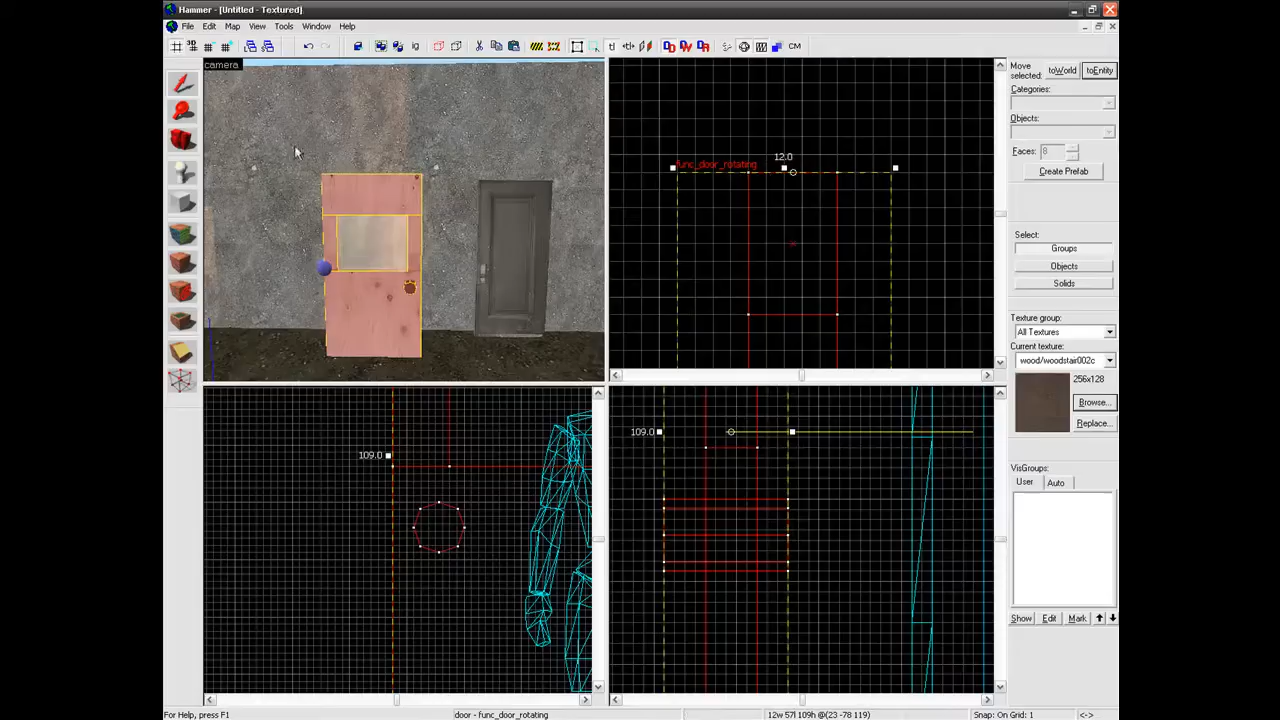 Hammer - [Untitled - Textured]
File Edit Map View Tools Window Help
CM
camera
func_door_rotating
12.0
109.0
109.0
Move selected:
toWorld
toEntity
Categories:
Objects:
Faces: 8
Create Prefab
Select:
Groups
Objects
Solids
Texture group:
All Textures
Current texture:
wood/woodstair002c
256x128
Browse...
Replace...
VisGroups:
User Auto
Show Edit Mark
For Help, press F1
door - func_door_rotating
12w 57l 109h @(23 -78 119)
Snap: On Grid: 1
<->